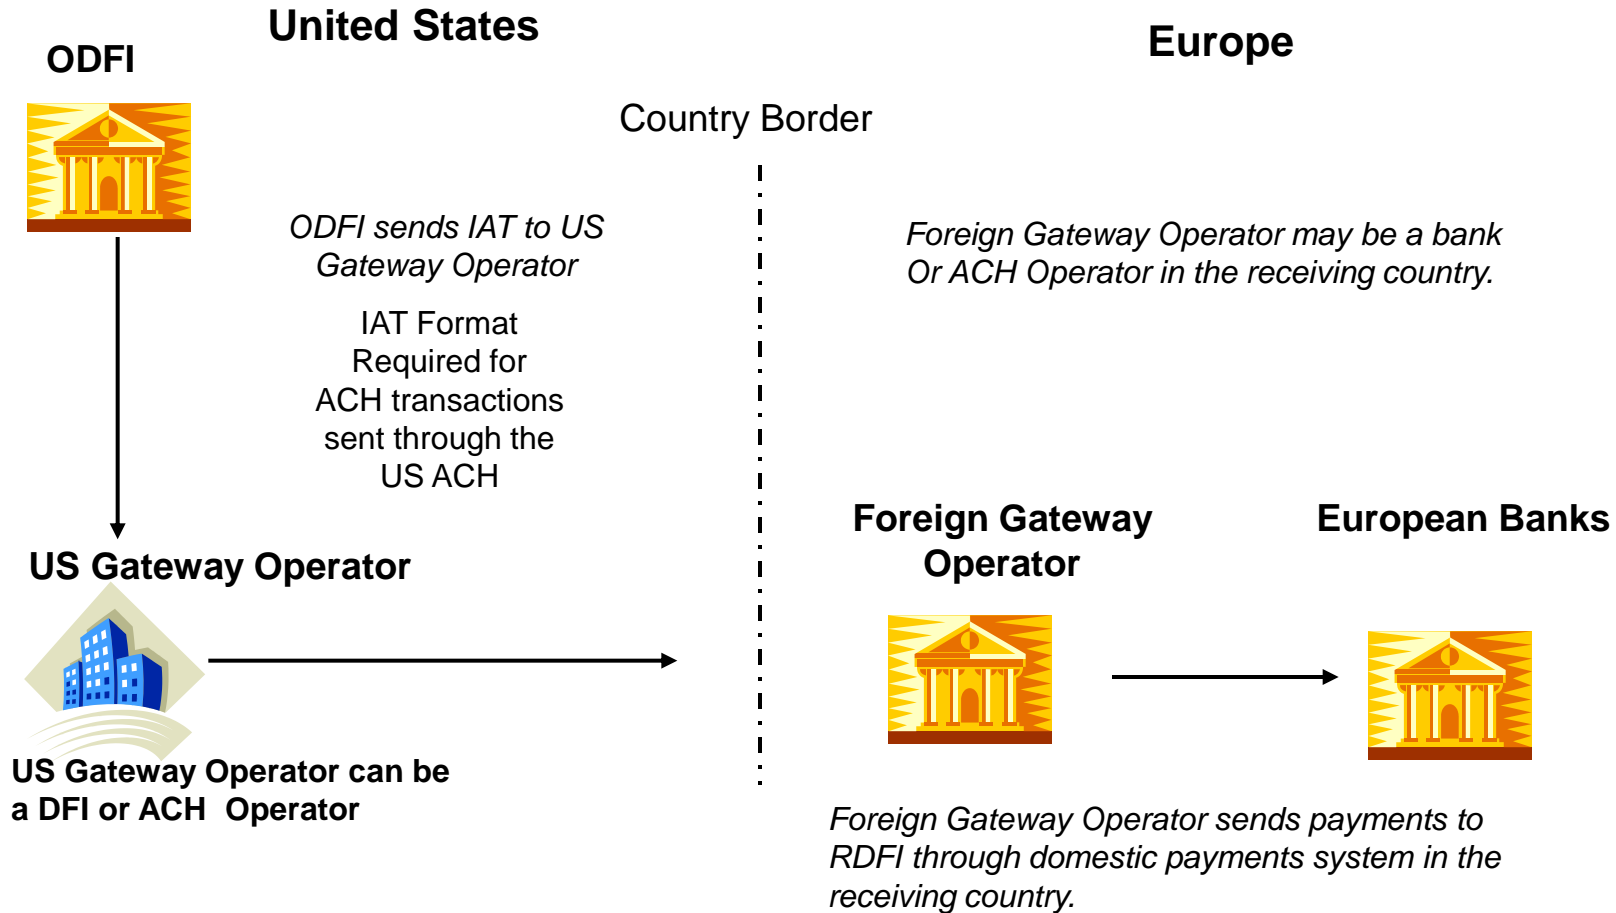 United States
Europe
ODFI
Country Border
ODFI sends IAT to US
Gateway Operator
Foreign Gateway Operator may be a bank
Or ACH Operator in the receiving country.
IAT Format
Required for
ACH transactions
sent through the
US ACH
Foreign Gateway
Operator
European Banks
US Gateway Operator
US Gateway Operator can be
a DFI or ACH Operator
Foreign Gateway Operator sends payments to
RDFI through domestic payments system in the
receiving country.